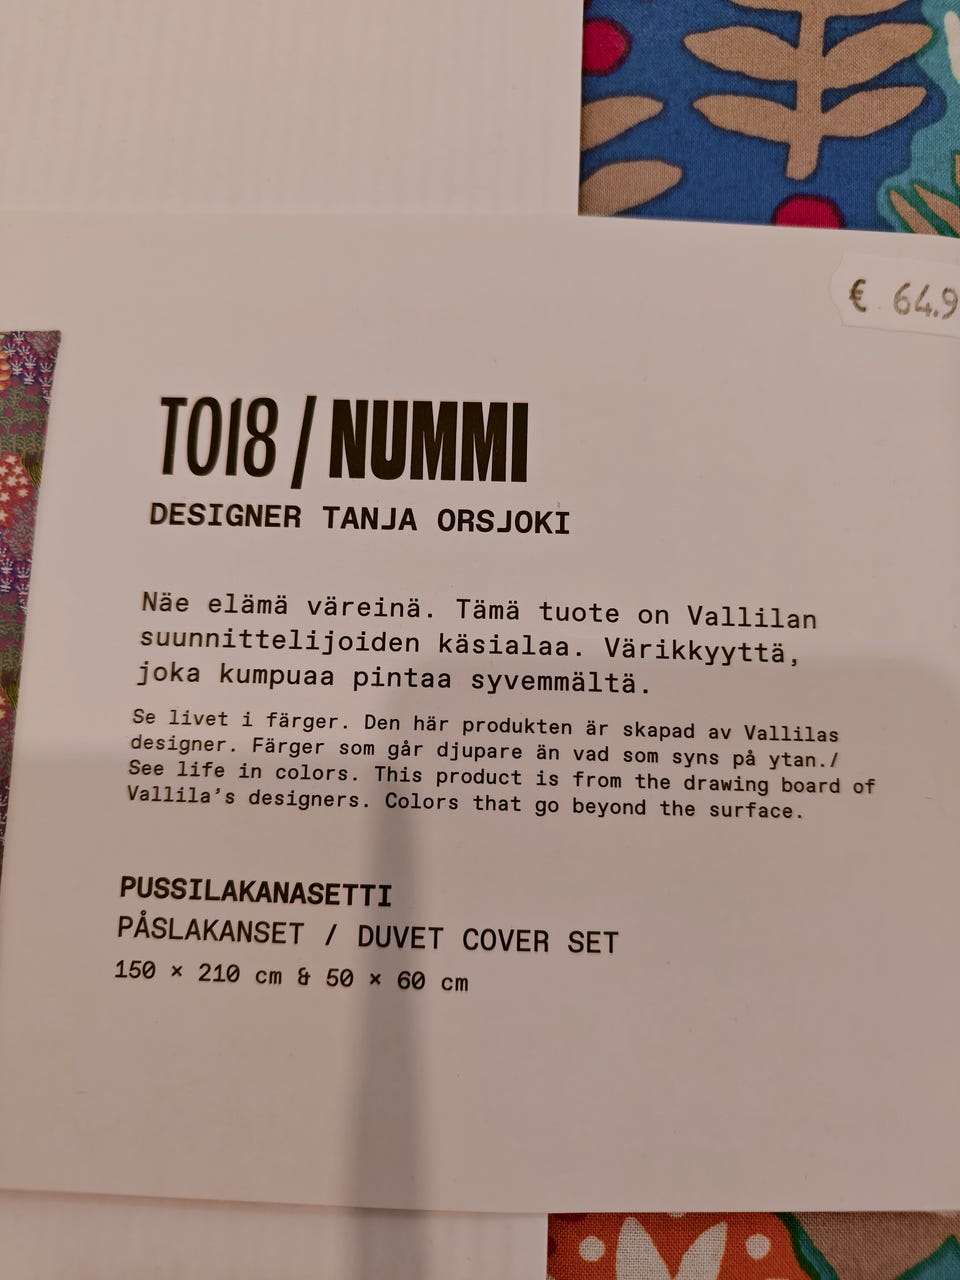 € 64.9
TO18 / NUMMI
DESIGNER TANJA ORSJOKI
Näe elämä väreinä. Tämä tuote on Vallilan
suunnittelijoiden käsialaa. Värikkyyttä,
joka kumpuaa pintaa syvemmältä.
Se livet i färger. Den här produkten är skapad av Vallilas
designer. Färger som går djupare än vad som syns på ytan./
See life in colors. This product is from the drawing board of
Vallila’s designers. Colors that go beyond the surface.
PUSSILAKANASETTI
PÅSLAKANSET / DUVET COVER SET
150 × 210 cm & 50 × 60 cm